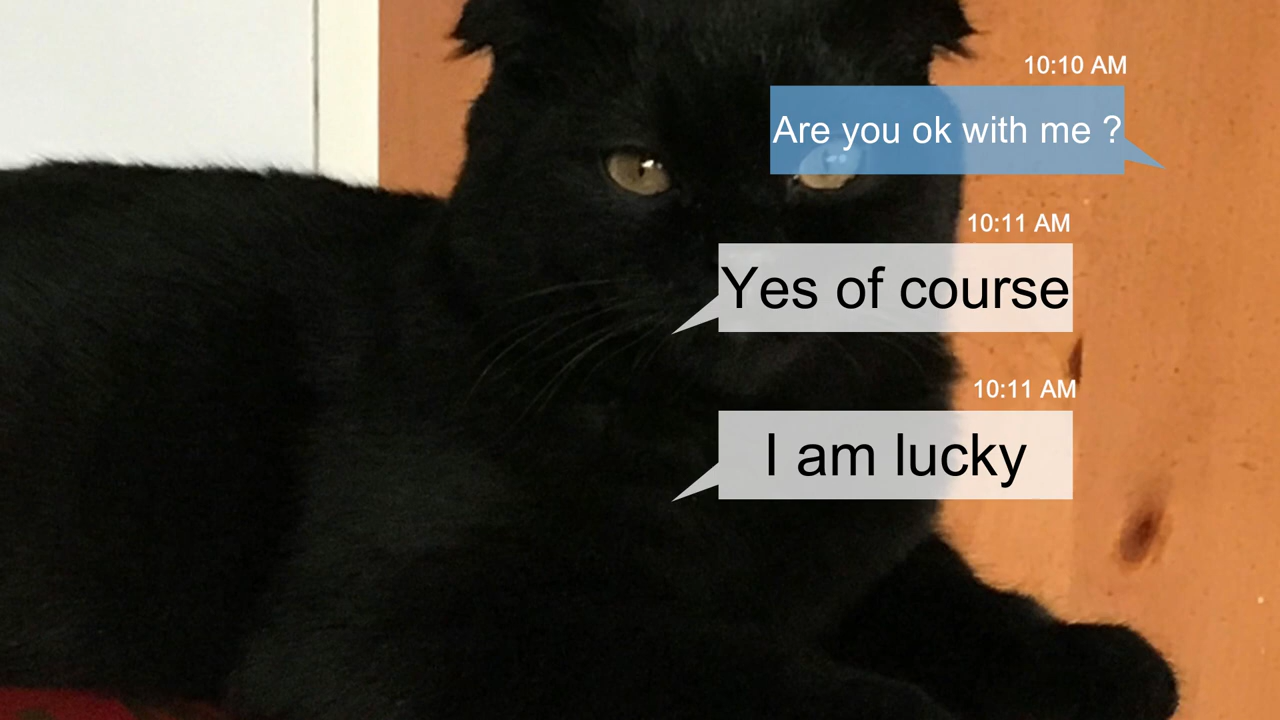 10:10 AM
Are you ok with me ?
10:11 AM
Yes of course
10:11 AM
I am lucky